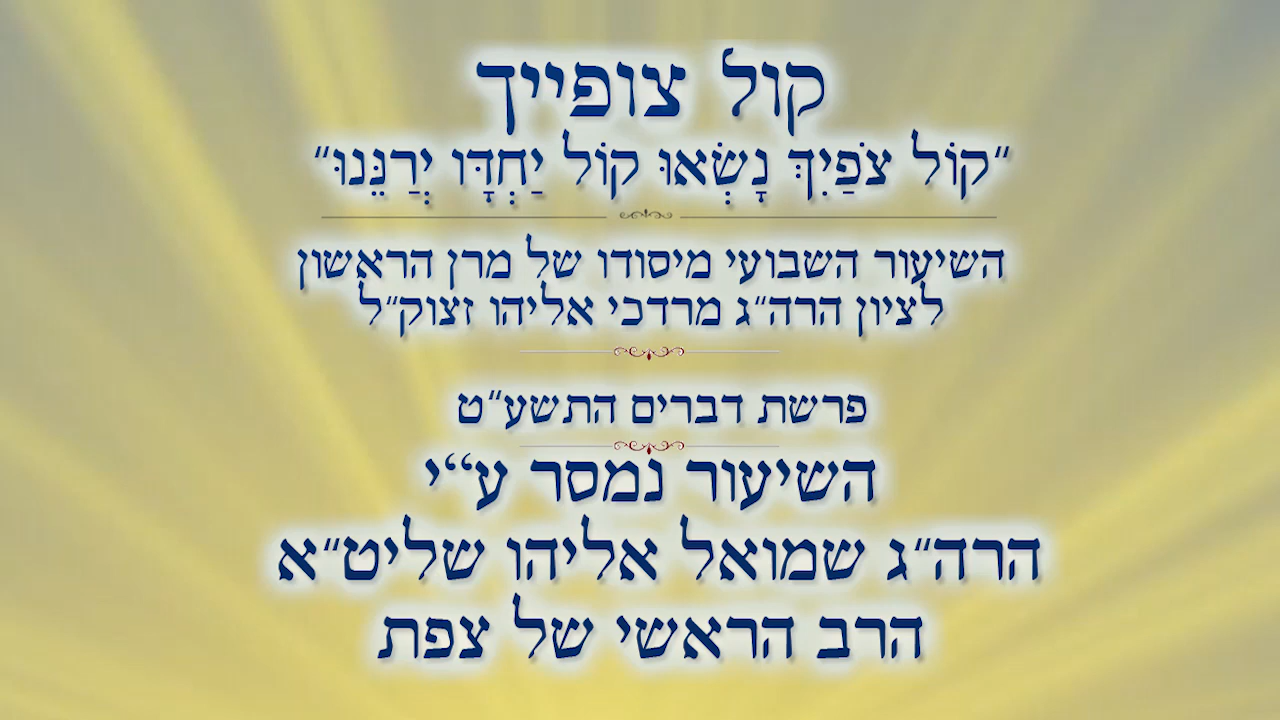 קול צופייך
"קוֹל צֹפַיִךְ נָשְׂאוּ קוֹל יַחְדָּו יְרַנֵּנוּ"
השיעור השבועי מיסודו של מרן הראשון
לציון הרה"ג מרדכי אליהו זצוק"ל
פרשת דברים התשע"ט
השיעור נמסר ע"י
הרה"ג שמואל אליהו שליט"א
הרב הראשי של צפת